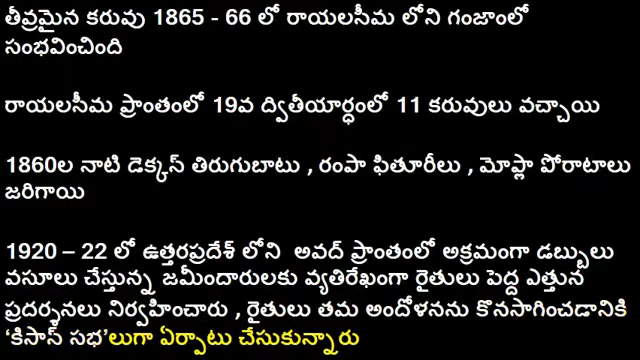 తీవ్రమైన కరువు 1865 - 66 లో రాయలసీమ లోని గంజాంలో
సంభవించింది
రాయలసీమ ప్రాంతంలో 19వ ద్వితీయార్ధంలో 11 కరువులు వచ్చాయి
1860ల నాటి డెక్కన్ తిరుగుబాటు , రంపా ఫితూరీలు , మోప్లా పోరాటాలు
జరిగాయి
1920 – 22 లో ఉత్తరప్రదేశ్ లోని అవధ్ ప్రాంతంలో అక్రమంగా డబ్బులు
వసూలు చేస్తున్న జమీందారులకు వ్యతిరేఖంగా రైతులు పెద్ద ఎత్తున
ప్రదర్శనలు నిర్వహించారు , రైతులు తమ అందోళనను కొనసాగించడానికి
‘కిసాన్ సభ’లుగా ఏర్పాటు చేసుకున్నారు